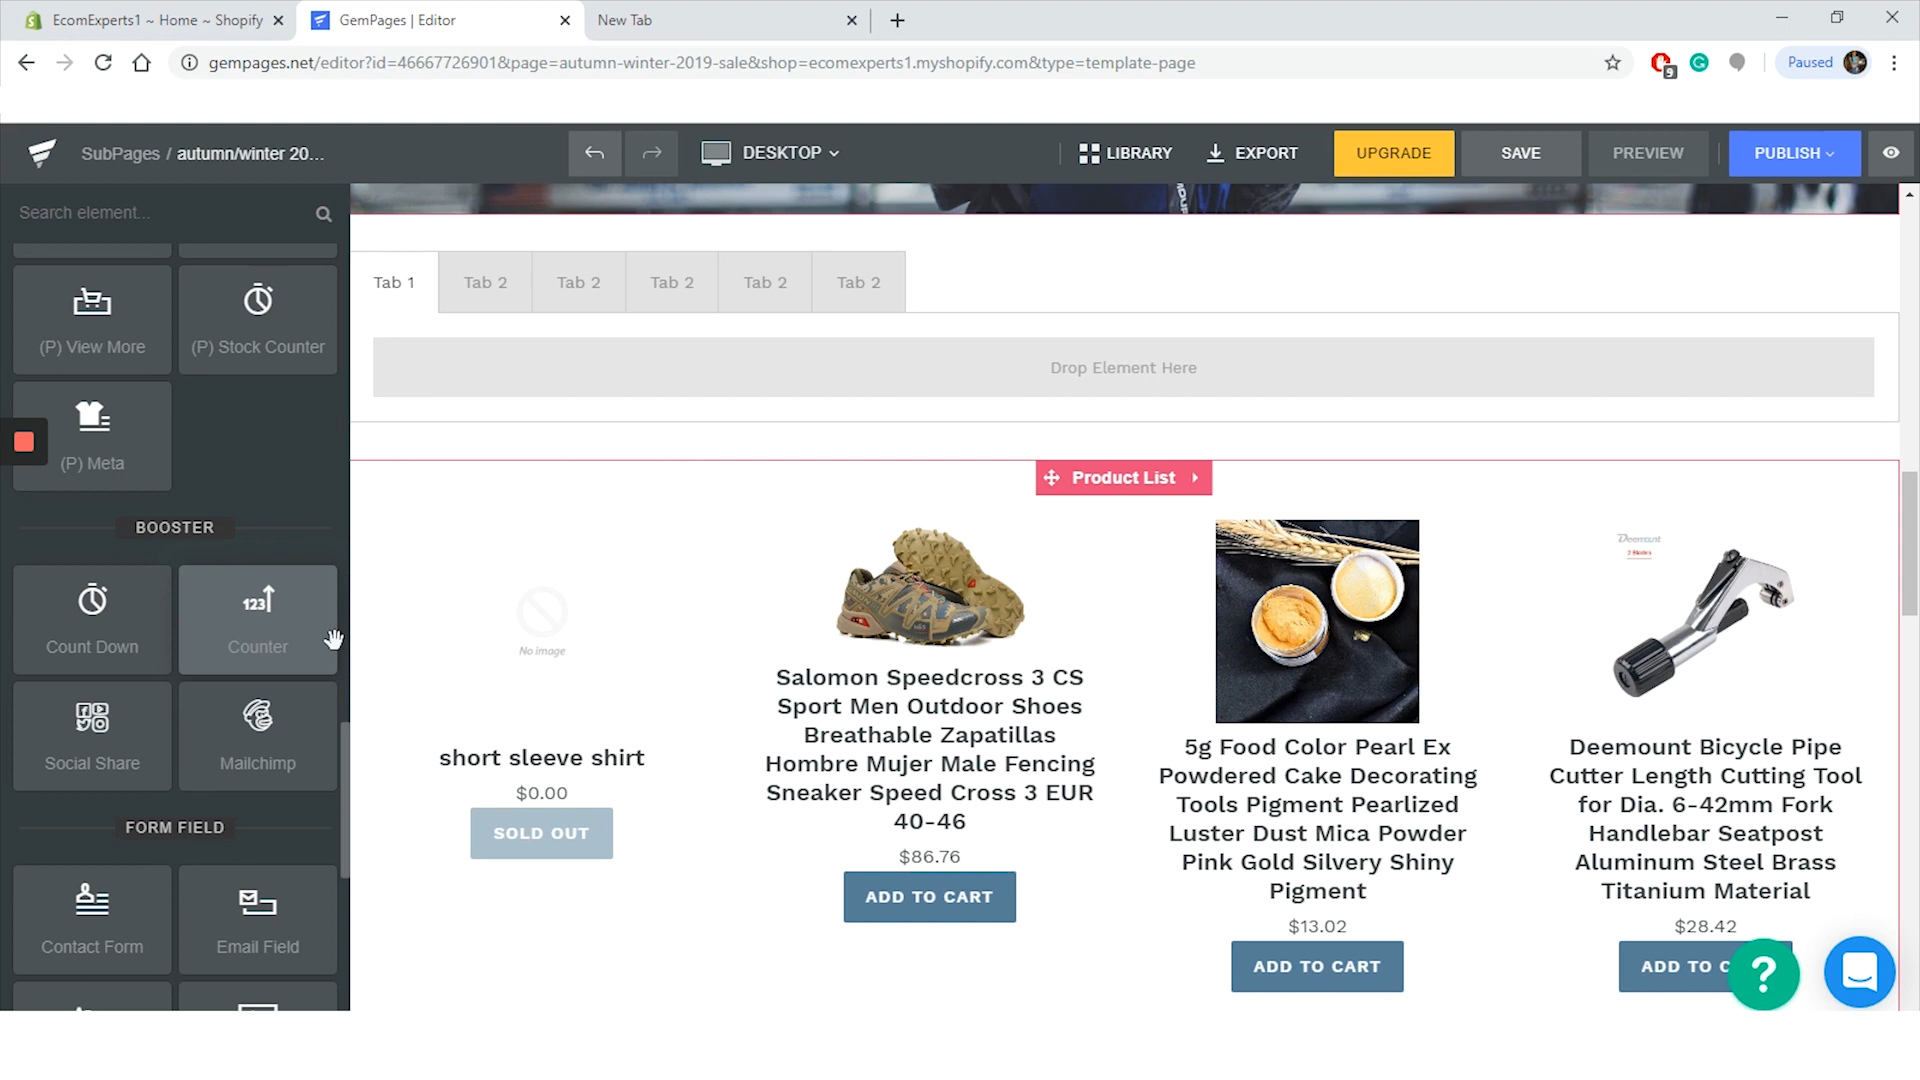 EcomExperts1 ~ Home ~ Shopify
GemPages | Editor
New Tab
gempages.net/editor?id=46667726901&page=autumn-winter-2019-sale&shop=ecomexperts1.myshopify.com&type=template-page
9
Paused
SubPages / autumn/winter 20...
DESKTOP
LIBRARY
EXPORT
UPGRADE
SAVE
PREVIEW
PUBLISH
Search element...
(P) View More
(P) Stock Counter
(P) Meta
BOOSTER
Count Down
123
Counter
Social Share
Mailchimp
FORM FIELD
Contact Form
Email Field
Tab 1
Tab 2
Tab 2
Tab 2
Tab 2
Tab 2
Drop Element Here
Product List
No image
short sleeve shirt
$0.00
SOLD OUT
Salomon Speedcross 3 CS
Sport Men Outdoor Shoes
Breathable Zapatillas
Hombre Mujer Male Fencing
Sneaker Speed Cross 3 EUR
40-46
$86.76
ADD TO CART
5g Food Color Pearl Ex
Powdered Cake Decorating
Tools Pigment Pearlized
Luster Dust Mica Powder
Pink Gold Silvery Shiny
Pigment
$13.02
ADD TO CART
Deemount
2 Blades
Deemount Bicycle Pipe
Cutter Length Cutting Tool
for Dia. 6-42mm Fork
Handlebar Seatpost
Aluminum Steel Brass
Titanium Material
$28.42
ADD TO C
?